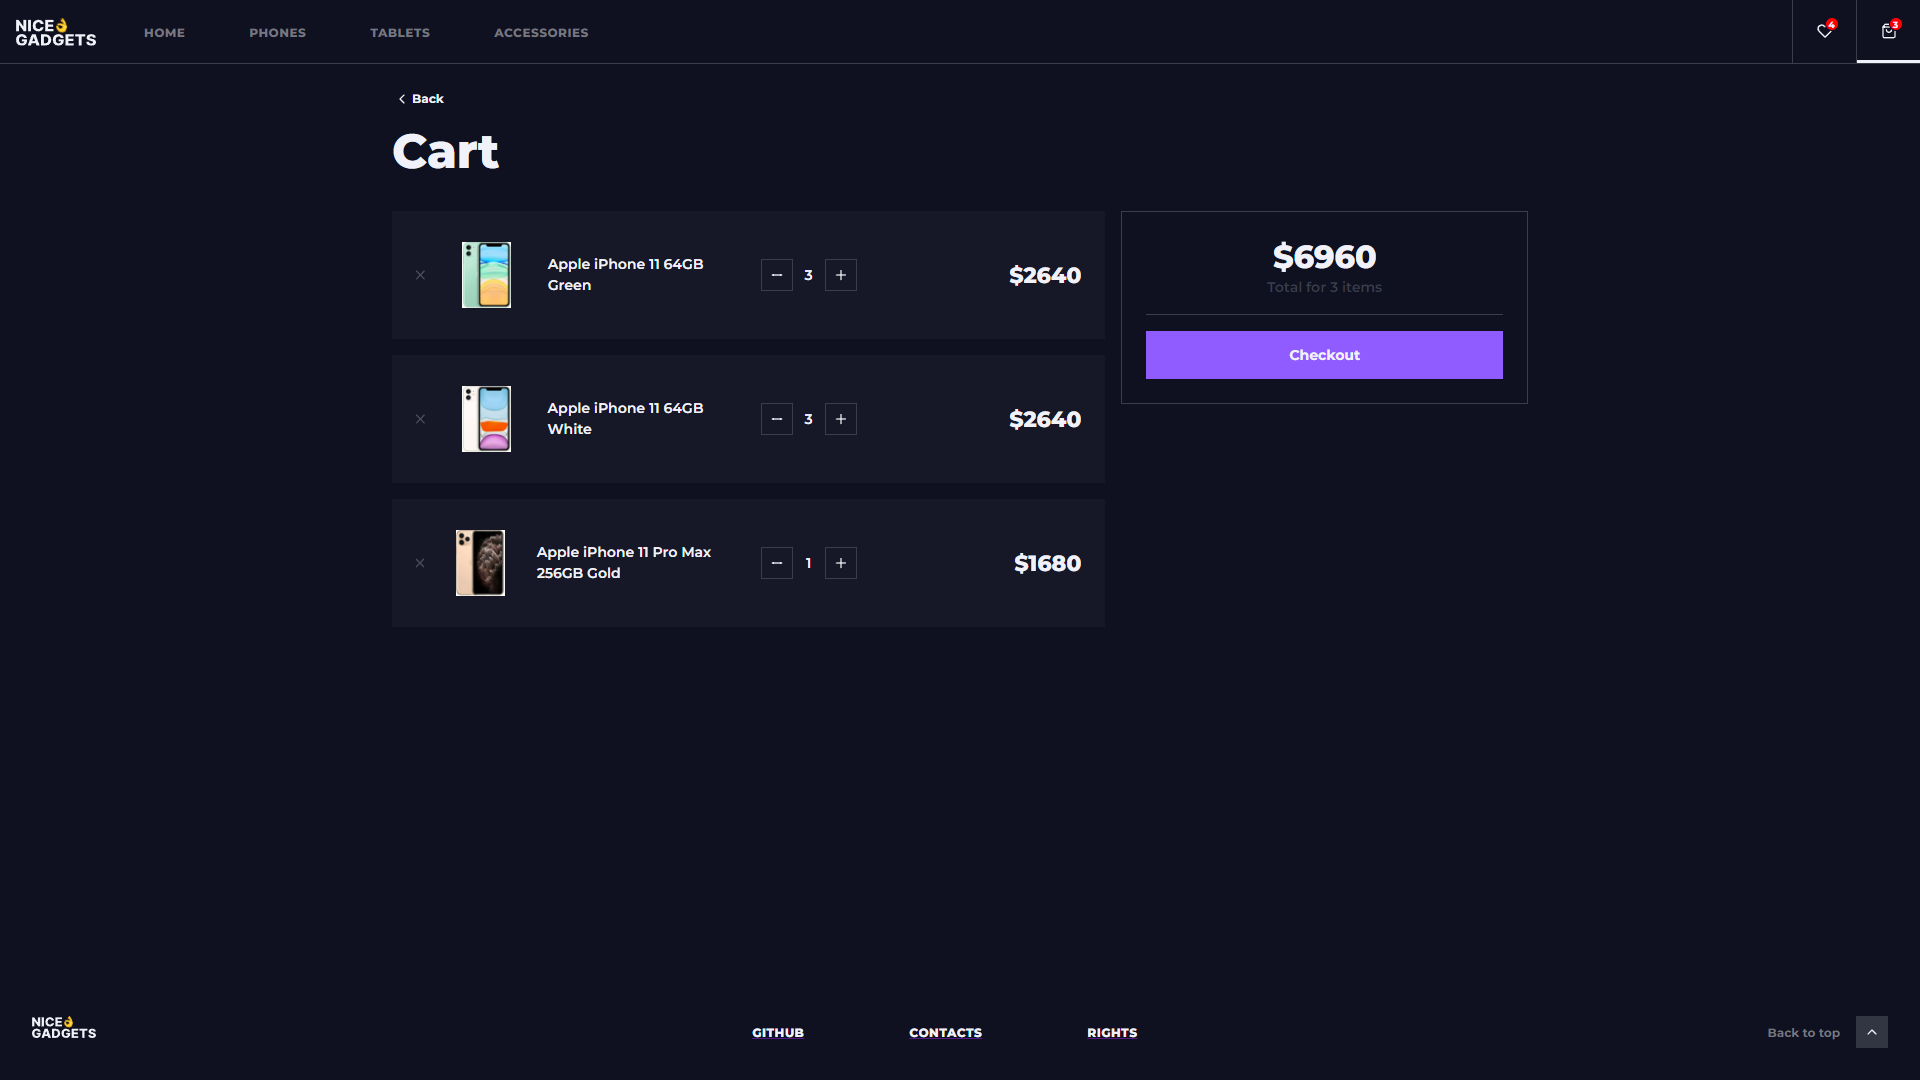 NICE👌
GADGETS
HOME
PHONES
TABLETS
ACCESSORIES
4
3
Back
Cart
Apple iPhone 11 64GB
Green
3
$2640
Apple iPhone 11 64GB
White
3
$2640
Apple iPhone 11 Pro Max
256GB Gold
1
$1680
$6960
Total for 3 items
Checkout
NICE👌
GADGETS
GITHUB
CONTACTS
RIGHTS
Back to top